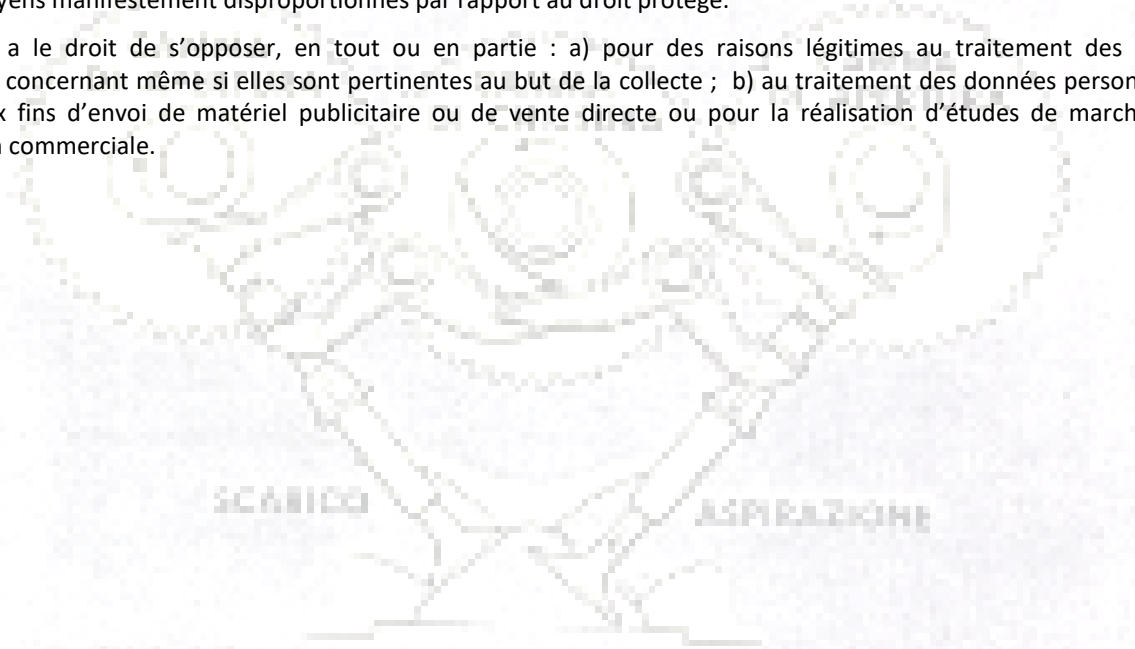 yens manifestement disproportionnés par rapport au droit protégé.
a le droit de s’opposer, en tout ou en partie : a) pour des raisons légitimes au traitement des
concernant même si elles sont pertinentes au but de la collecte ; b) au traitement des données person
x fins d’envoi de matériel publicitaire ou de vente directe ou pour la réalisation d’études de march
commerciale.
SCARICO
ASPIRAZIONE